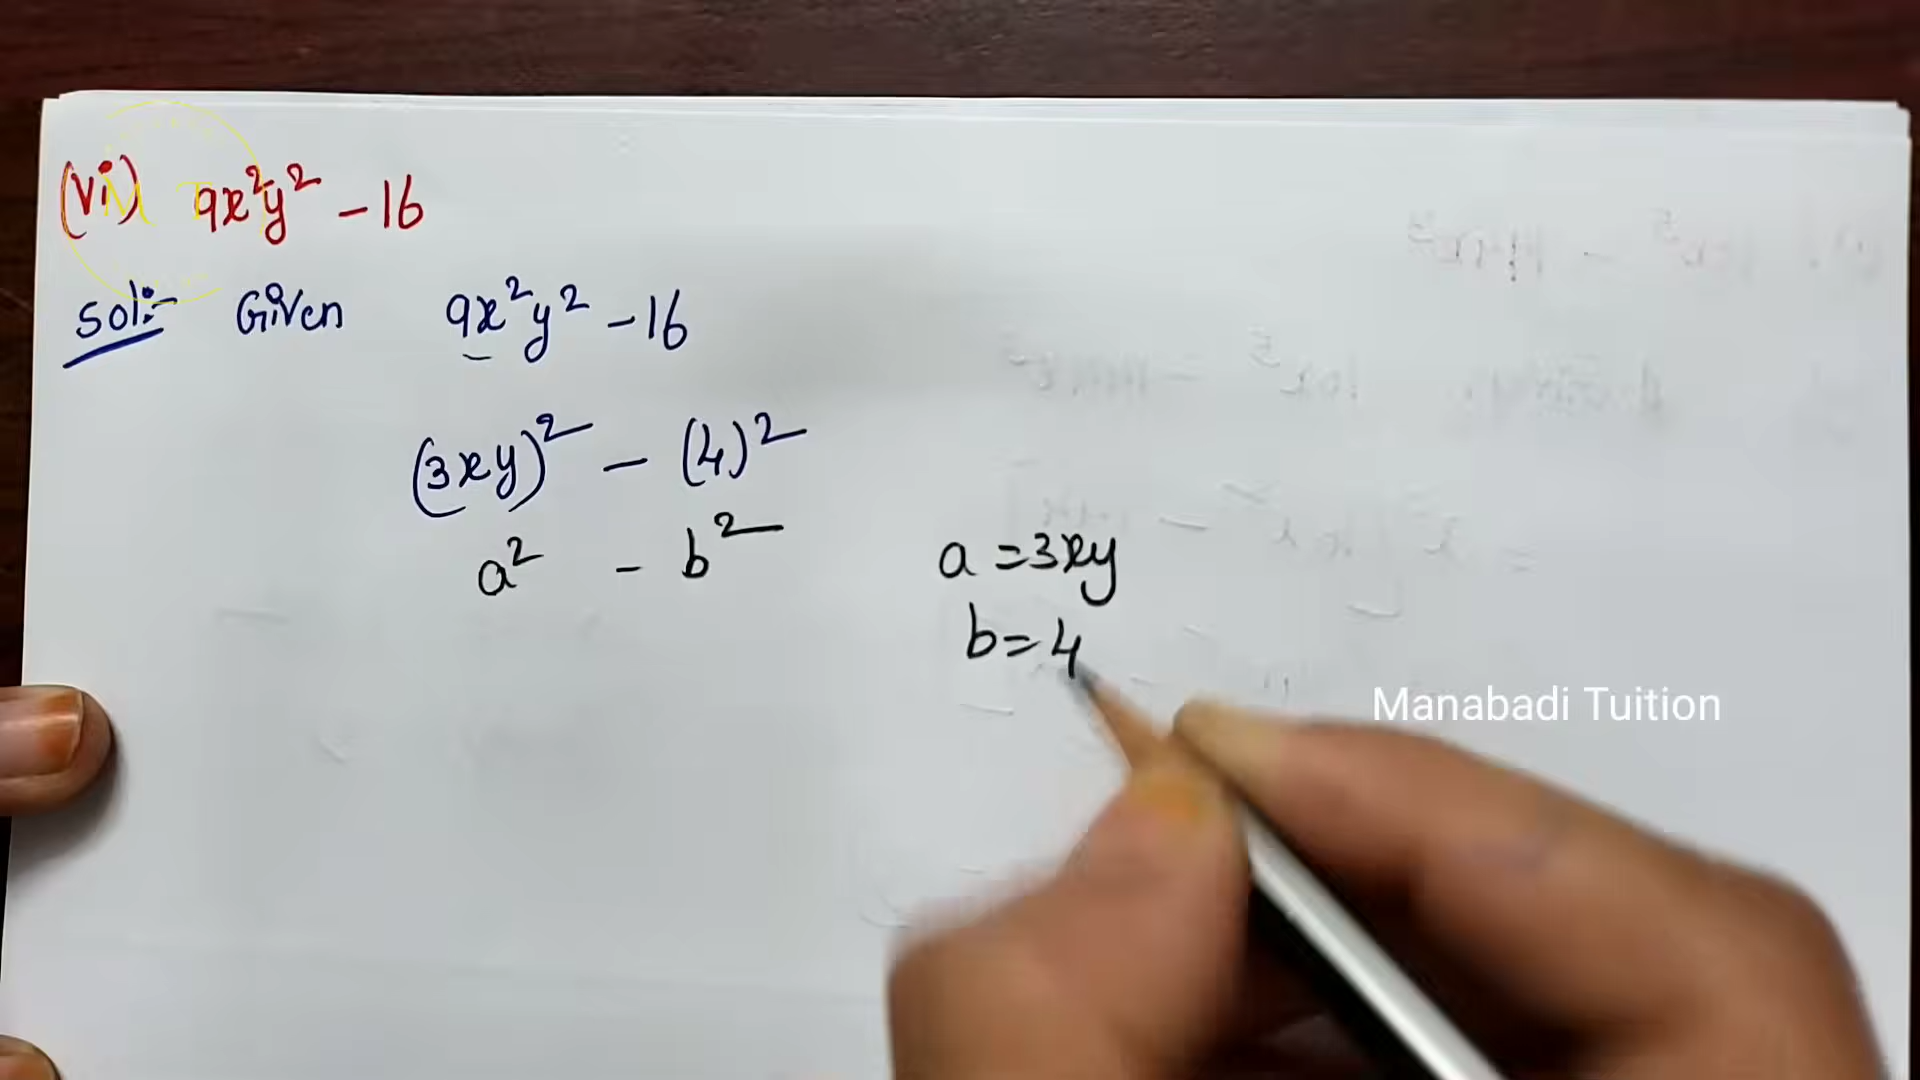 (vi) 9x²y² - 16
Sol:- Given 9x²y² - 16
(3xy)² - (4)²
a² - b²
a = 3xy
b = 4
Manabadi Tuition